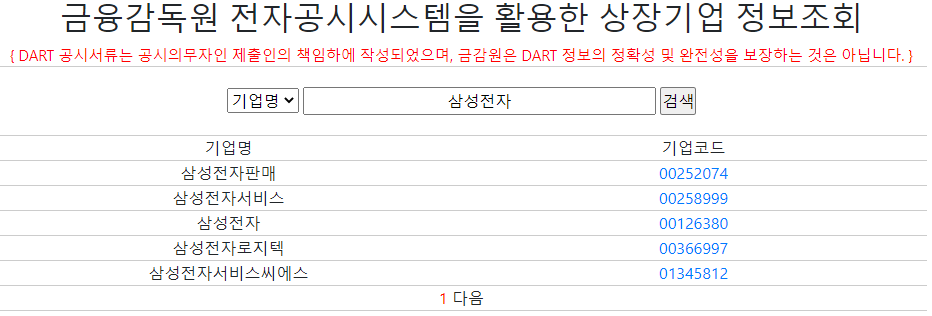 금융감독원 전자공시시스템을 활용한 상장기업 정보조회
{ DART 공시서류는 공시의무자인 제출인의 책임하에 작성되었으며, 금감원은 DART 정보의 정확성 및 완전성을 보장하는 것은 아닙니다. }
기업명 삼성전자 검색
기업명 기업코드
삼성전자판매 00252074
삼성전자서비스 00258999
삼성전자 00126380
삼성전자로지텍 00366997
삼성전자서비스씨에스 01345812
1 다음